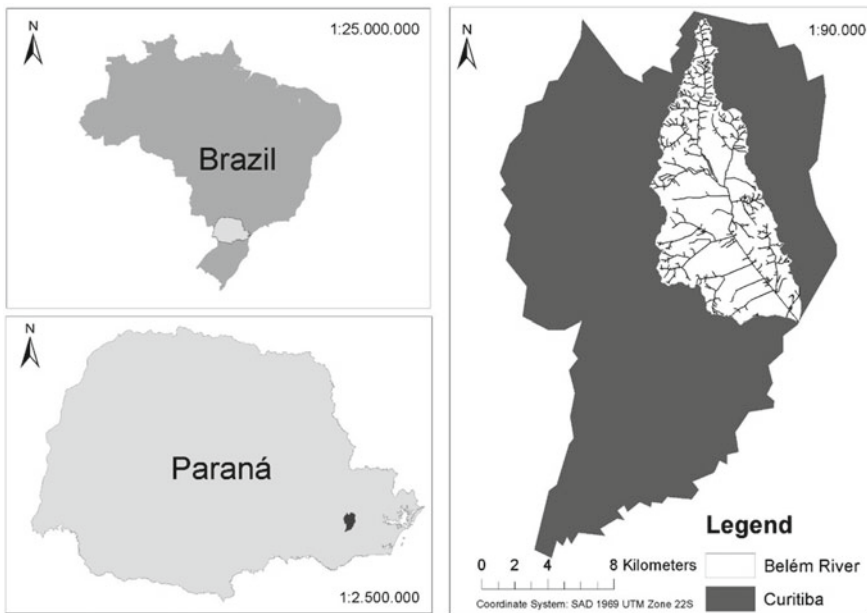 N
1:25.000.000
Brazil
N
Paraná
1:2.500.000
N
1:90.000
Legend
0 2 4 8 Kilometers
Belém River
Curitiba
Coordinate System: SAD 1969 UTM Zone 22S